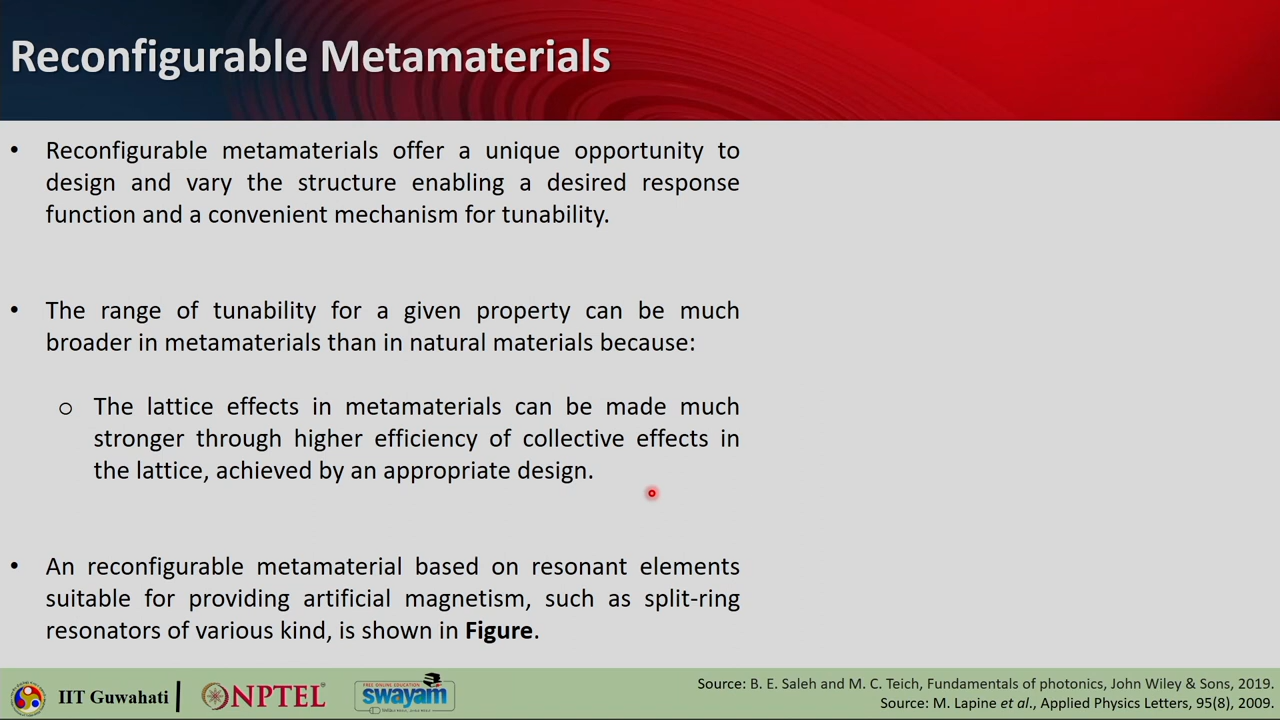 Reconfigurable Metamaterials
• Reconfigurable metamaterials offer a unique opportunity to
design and vary the structure enabling a desired response
function and a convenient mechanism for tunability.
• The range of tunability for a given property can be much
broader in metamaterials than in natural materials because:
o The lattice effects in metamaterials can be made much
stronger through higher efficiency of collective effects in
the lattice, achieved by an appropriate design.
• An reconfigurable metamaterial based on resonant elements
suitable for providing artificial magnetism, such as split-ring
resonators of various kind, is shown in Figure.
IIT Guwahati
NPTEL
FREE ONLINE EDUCATION
swayam
Source: B. E. Saleh and M. C. Teich, Fundamentals of photonics, John Wiley & Sons, 2019.
Source: M. Lapine et al., Applied Physics Letters, 95(8), 2009.